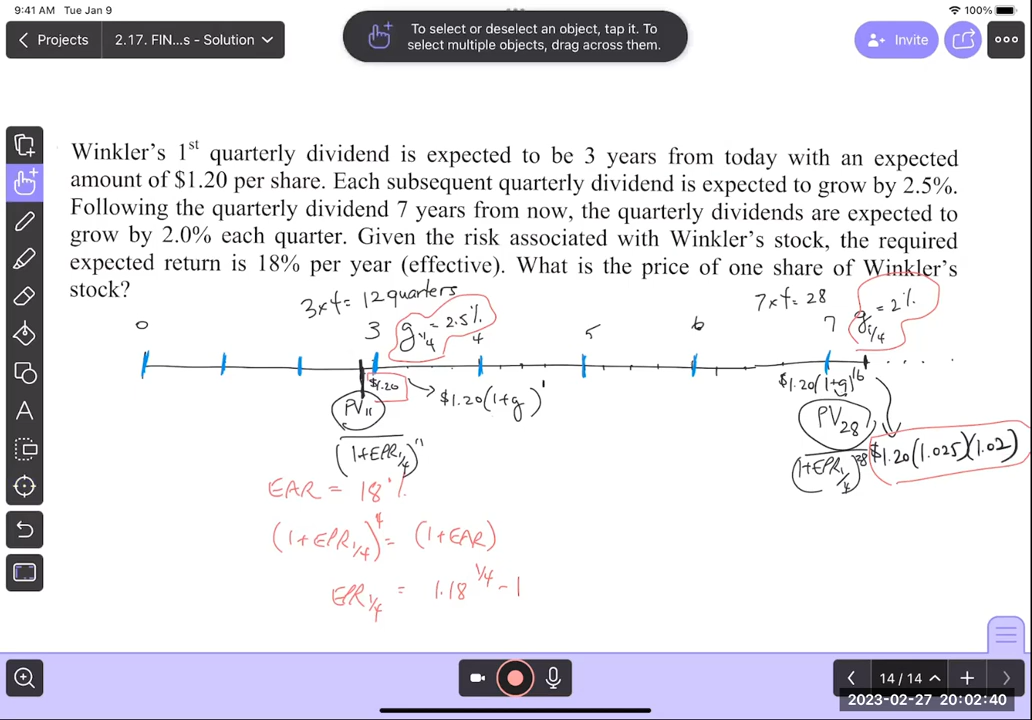 9:41 AM Tue Jan 9
100%
To select or deselect an object, tap it. To
select multiple objects, drag across them.
Projects
2.17. FIN...s - Solution
Invite
Winkler's 1st quarterly dividend is expected to be 3 years from today with an expected
amount of $1.20 per share. Each subsequent quarterly dividend is expected to grow by 2.5%.
Following the quarterly dividend 7 years from now, the quarterly dividends are expected to
grow by 2.0% each quarter. Given the risk associated with Winkler's stock, the required
expected return is 18% per year (effective). What is the price of one share of Winkler's
stock?
3x4= 12 quarters
7x4= 28
0 3 g1/4 = 2.5% 4 5 6 7 g1/4 = 2%
$1.20
$1.20(1+g)^1
$1.20(1+g)^16
PV11
(1+EPR1/4)^11
PV28
(1+EPR1/4)^28
$1.20(1.025)(1.02)
EAR = 18%
(1+EPR1/4)^4 = (1+EAR)
EPR1/4 = 1.18^1/4 - 1
A
14 / 14
2023-02-27 20:02:40